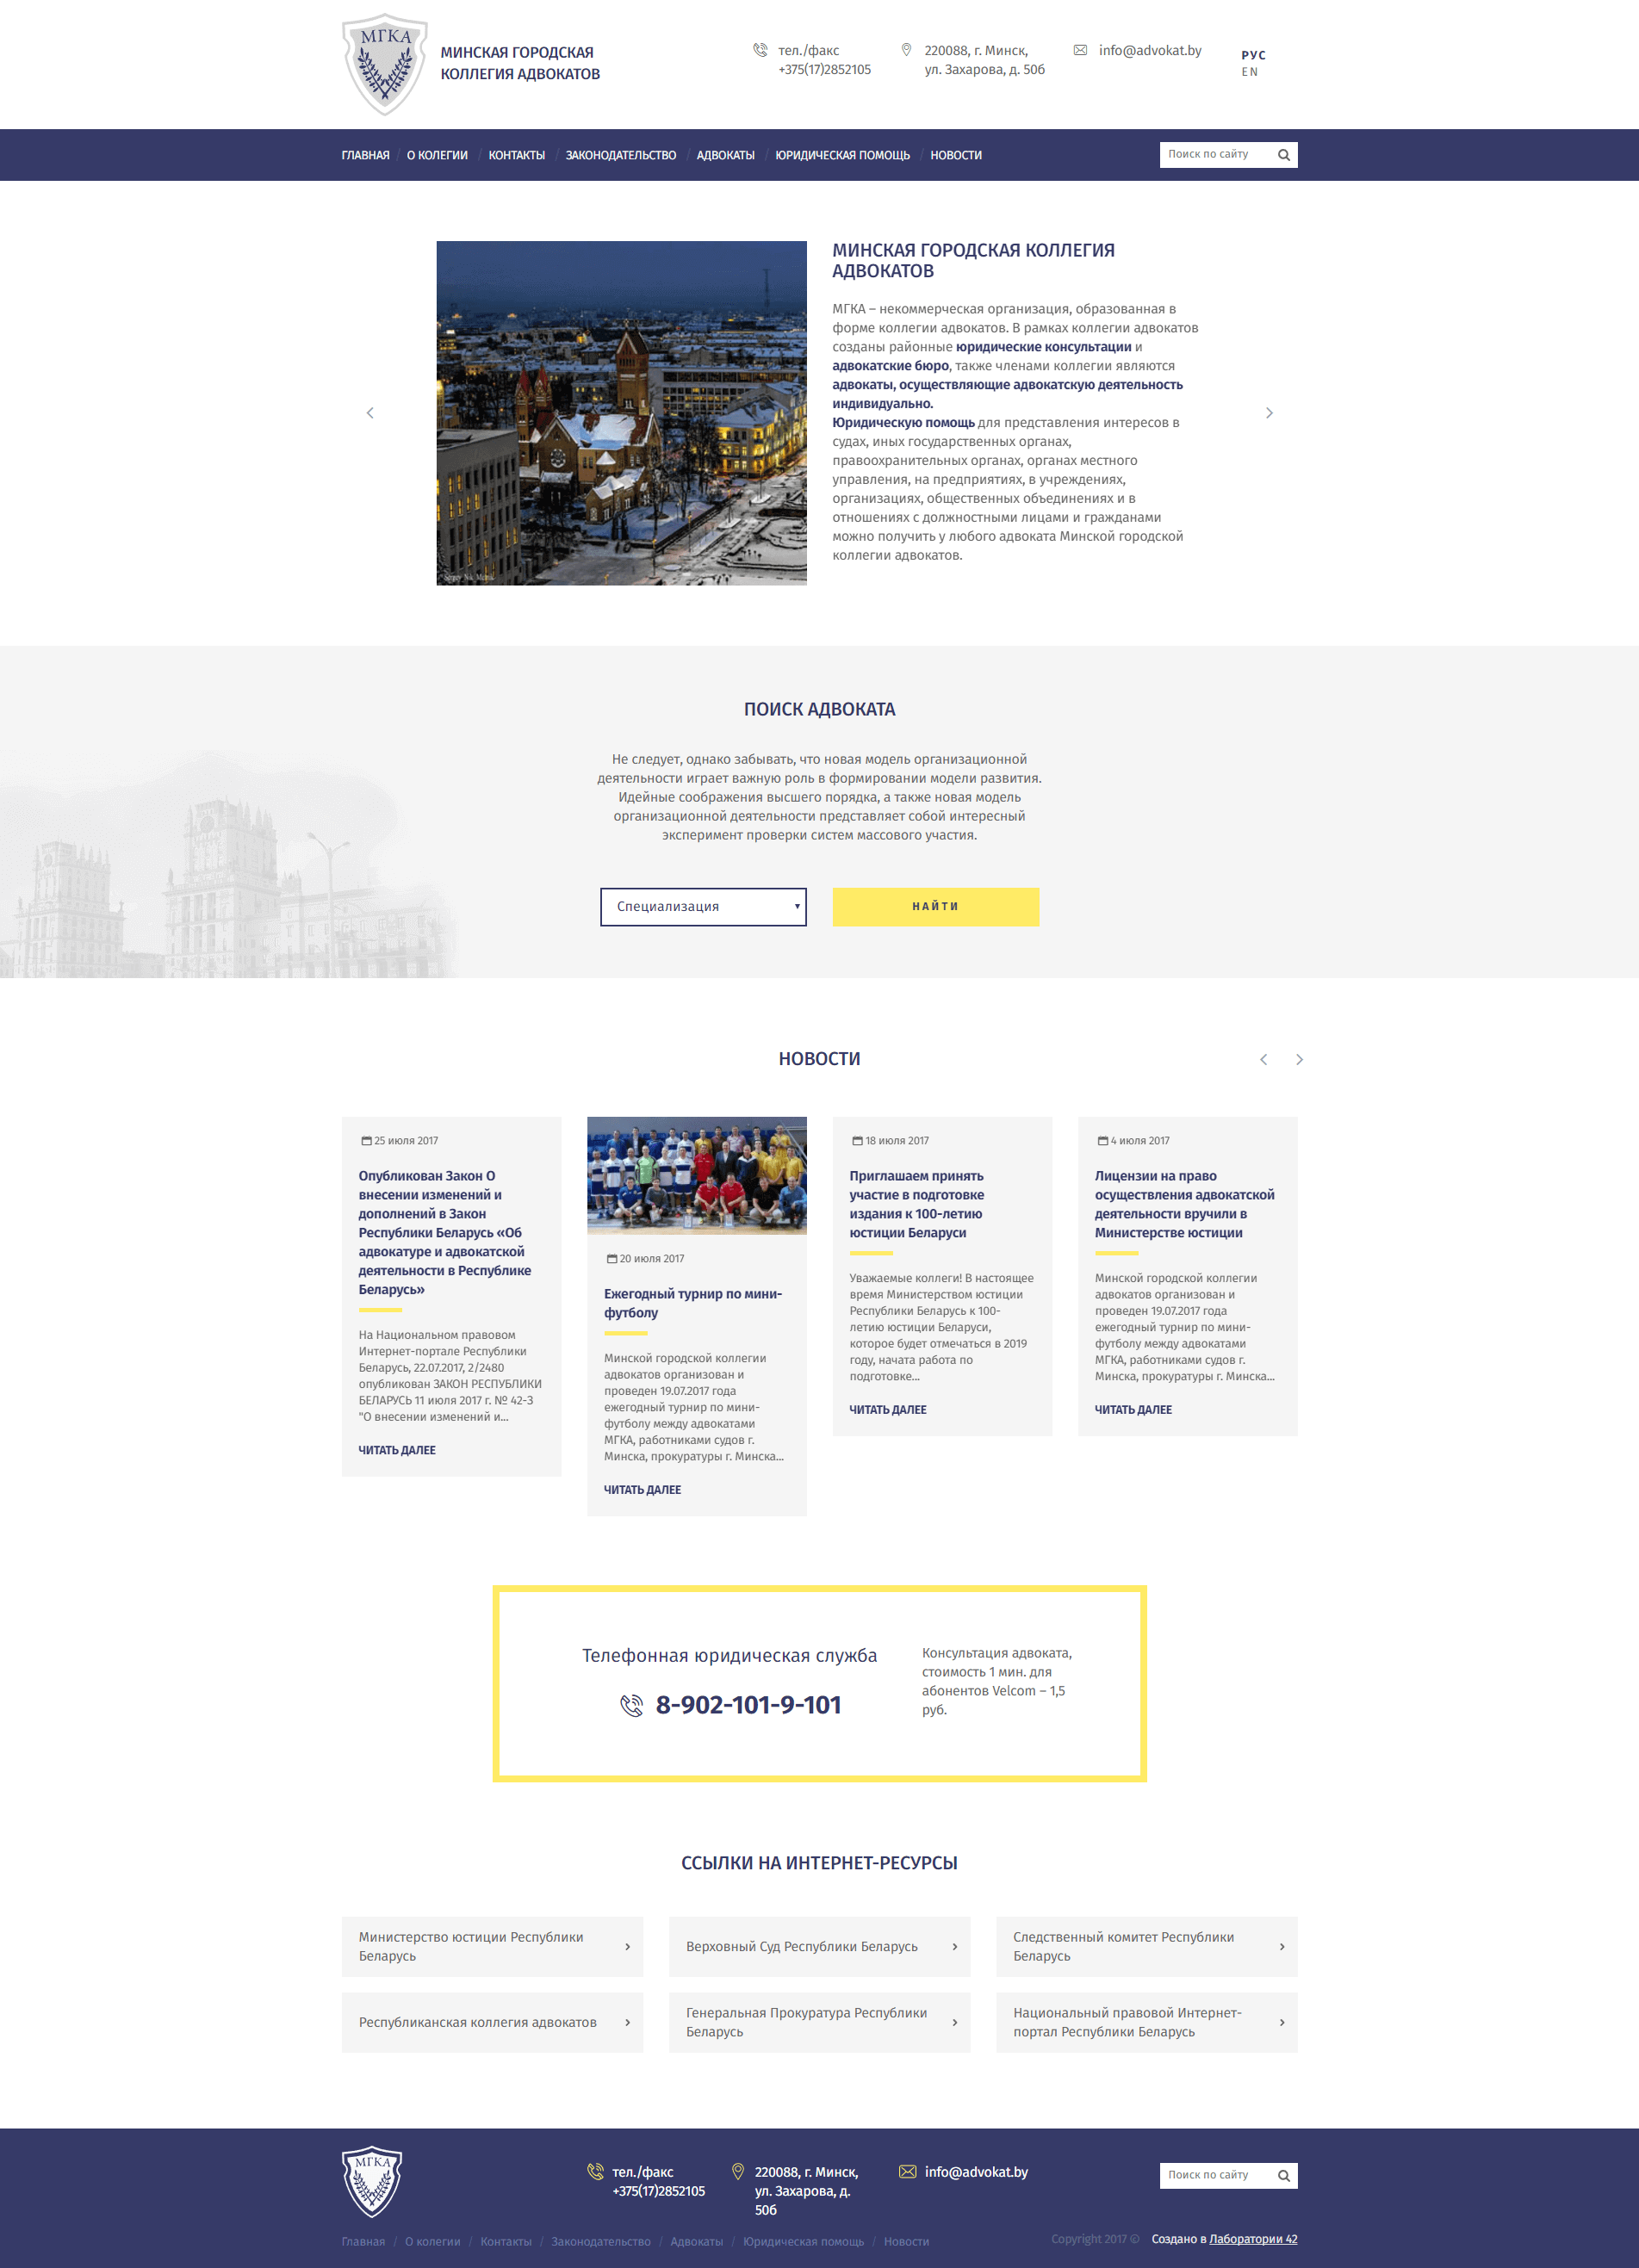 МГКА
МИНСКАЯ ГОРОДСКАЯ
КОЛЛЕГИЯ АДВОКАТОВ
тел./факс
+375(17)2852105
220088, г. Минск,
ул. Захарова, д. 50б
info@advokat.by
РУС
EN
ГЛАВНАЯ / О КОЛЕГИИ / КОНТАКТЫ / ЗАКОНОДАТЕЛЬСТВО / АДВОКАТЫ / ЮРИДИЧЕСКАЯ ПОМОЩЬ / НОВОСТИ
Поиск по сайту
МИНСКАЯ ГОРОДСКАЯ КОЛЛЕГИЯ
АДВОКАТОВ
МГКА – некоммерческая организация, образованная в
форме коллегии адвокатов. В рамках коллегии адвокатов
созданы районные юридические консультации и
адвокатские бюро, также членами коллегии являются
адвокаты, осуществляющие адвокатскую деятельность
индивидуально.
Юридическую помощь для представления интересов в
судах, иных государственных органах,
правоохранительных органах, органах местного
управления, на предприятиях, в учреждениях,
организациях, общественных объединениях и в
отношениях с должностными лицами и гражданами
можно получить у любого адвоката Минской городской
коллегии адвокатов.
ПОИСК АДВОКАТА
Не следует, однако забывать, что новая модель организационной
деятельности играет важную роль в формировании модели развития.
Идейные соображения высшего порядка, а также новая модель
организационной деятельности представляет собой интересный
эксперимент проверки систем массового участия.
Специализация
НАЙТИ
НОВОСТИ
25 июля 2017
Опубликован Закон О
внесении изменений и
дополнений в Закон
Республики Беларусь «Об
адвокатуре и адвокатской
деятельности в Республике
Беларусь»
На Национальном правовом
Интернет-портале Республики
Беларусь, 22.07.2017, 2/2480
опубликован ЗАКОН РЕСПУБЛИКИ
БЕЛАРУСЬ 11 июля 2017 г. № 42-З
"О внесении изменений и...
ЧИТАТЬ ДАЛЕЕ
20 июля 2017
Ежегодный турнир по мини-
футболу
Минской городской коллегии
адвокатов организован и
проведен 19.07.2017 года
ежегодный турнир по мини-
футболу между адвокатами
МГКА, работниками судов г.
Минска, прокуратуры г. Минска...
ЧИТАТЬ ДАЛЕЕ
18 июля 2017
Приглашаем принять
участие в подготовке
издания к 100-летию
юстиции Беларуси
Уважаемые коллеги! В настоящее
время Министерством юстиции
Республики Беларусь к 100-
летию юстиции Беларуси,
которое будет отмечаться в 2019
году, начата работа по
подготовке...
ЧИТАТЬ ДАЛЕЕ
4 июля 2017
Лицензии на право
осуществления адвокатской
деятельности вручили в
Министерстве юстиции
Минской городской коллегии
адвокатов организован и
проведен 19.07.2017 года
ежегодный турнир по мини-
футболу между адвокатами
МГКА, работниками судов г.
Минска, прокуратуры г. Минска...
ЧИТАТЬ ДАЛЕЕ
Телефонная юридическая служба
8-902-101-9-101
Консультация адвоката,
стоимость 1 мин. для
абонентов Velcom – 1,5
руб.
ССЫЛКИ НА ИНТЕРНЕТ-РЕСУРСЫ
Министерство юстиции Республики
Беларусь
Верховный Суд Республики Беларусь
Следственный комитет Республики
Беларусь
Республиканская коллегия адвокатов
Генеральная Прокуратура Республики
Беларусь
Национальный правовой Интернет-
портал Республики Беларусь
МГКА
тел./факс
+375(17)2852105
220088, г. Минск,
ул. Захарова, д.
50б
info@advokat.by
Поиск по сайту
Главная / О колегии / Контакты / Законодательство / Адвокаты / Юридическая помощь / Новости
Copyright 2017 © Создано в Лаборатории 42